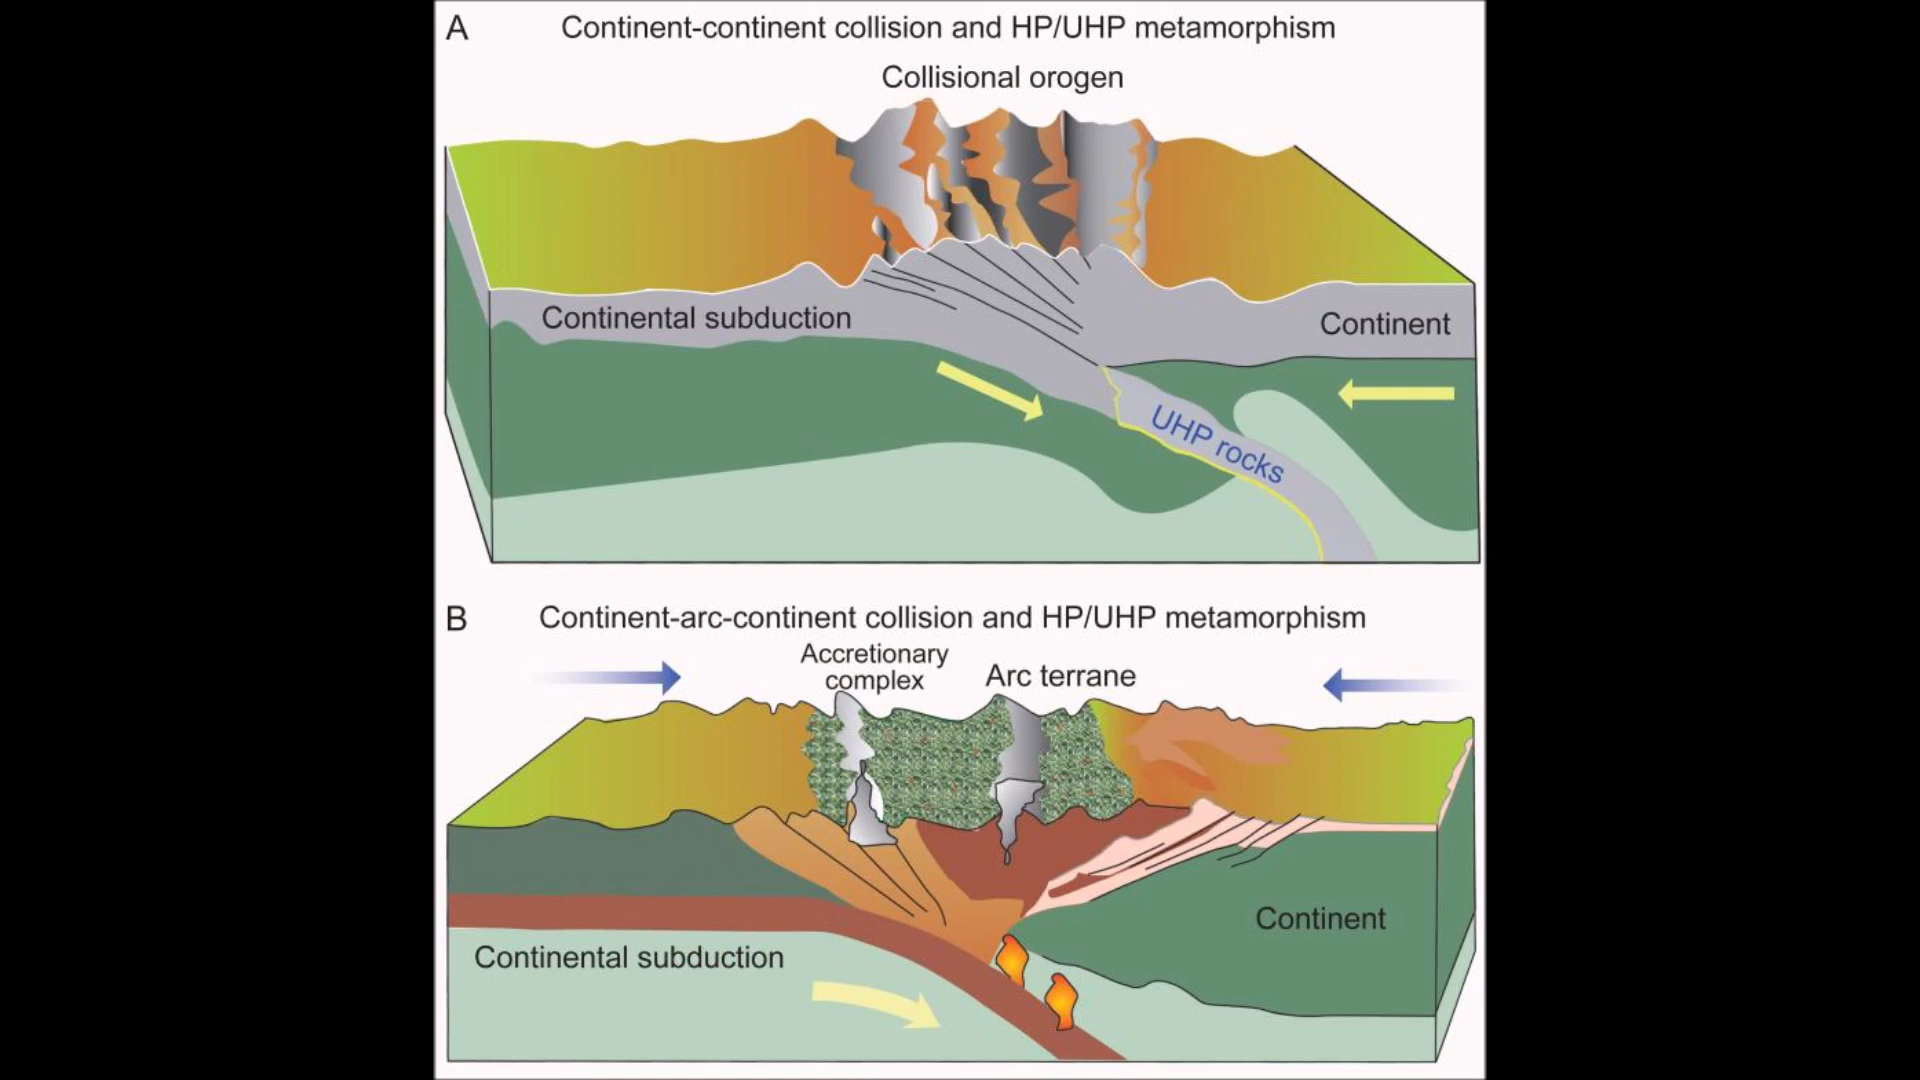 A
Continent-continent collision and HP/UHP metamorphism
Collisional orogen
Continental subduction
Continent
UHP rocks
B
Continent-arc-continent collision and HP/UHP metamorphism
Accretionary
complex
Arc terrane
Continent
Continental subduction